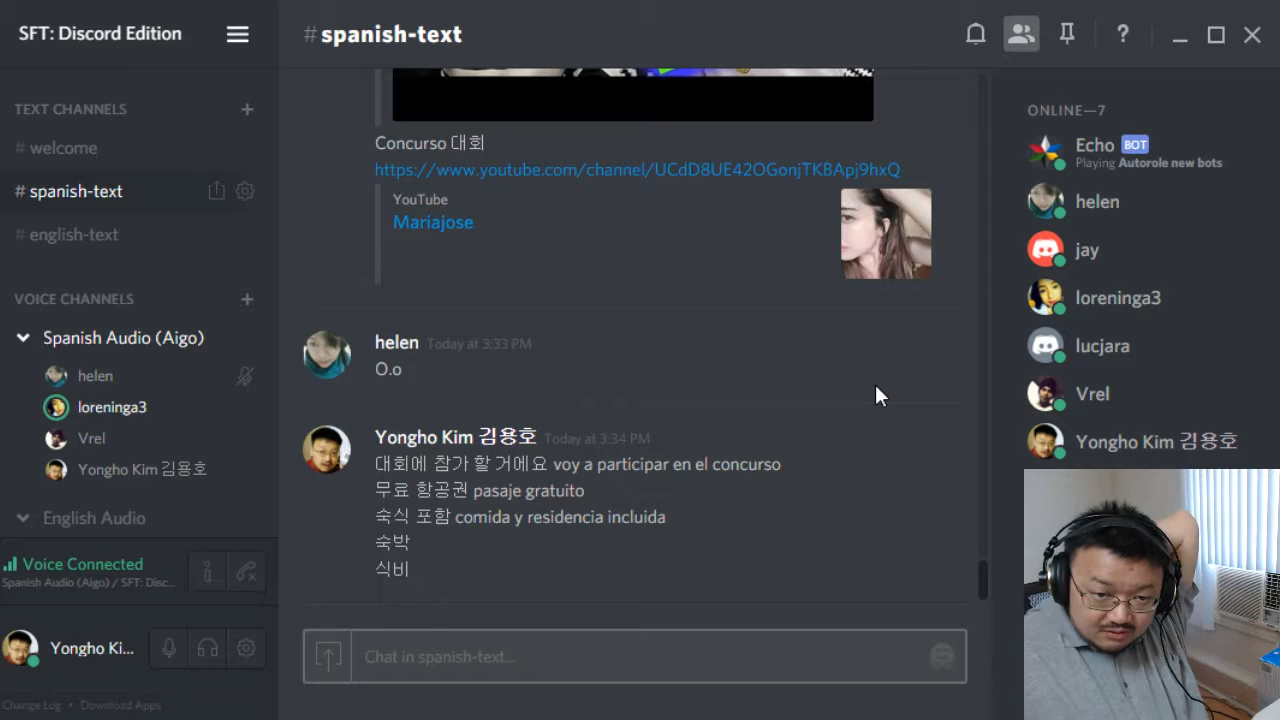 SFT: Discord Edition
TEXT CHANNELS
# welcome
# spanish-text
# english-text
VOICE CHANNELS
Spanish Audio (Aigo)
helen
loreninga3
Vrel
Yongho Kim 김용호
English Audio
Voice Connected
Spanish Audio (Aigo) / SFT: Disc...
Yongho Ki...
Change Log • Download Apps
#spanish-text
Concurso 대회
https://www.youtube.com/channel/UCdD8UE42OGonjTKBApj9hxQ
YouTube
Mariajose
helen Today at 3:33 PM
O.o
Yongho Kim 김용호 Today at 3:34 PM
대회에 참가 할 거에요 voy a participar en el concurso
무료 항공권 pasaje gratuito
숙식 포함 comida y residencia incluida
숙박
식비
Chat in spanish-text...
ONLINE—7
Echo BOT
Playing Autorole new bots
helen
jay
loreninga3
lucjara
Vrel
Yongho Kim 김용호